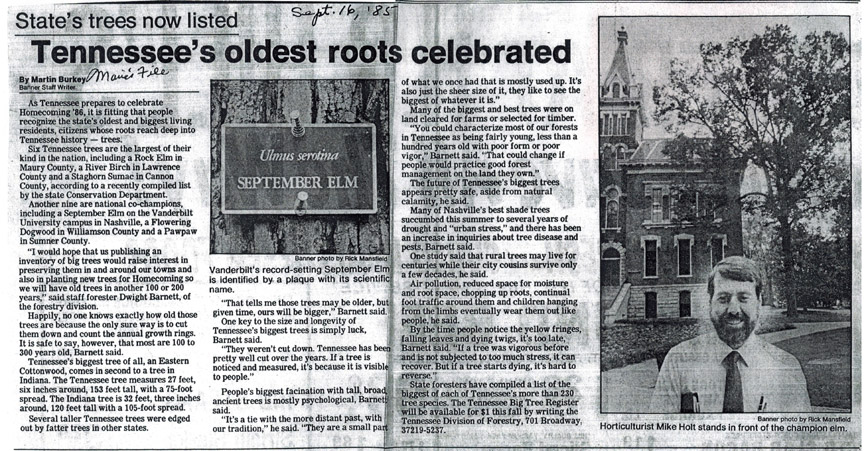 State's trees now listed
Sept. 16, '85
Tennessee's oldest roots celebrated
By Martin Burkey
Banner Staff Writer
As Tennessee prepares to celebrate
Homecoming '86, it is fitting that people
recognize the state's oldest and biggest living
residents, citizens whose roots reach deep into
Tennessee history — trees.
Six Tennessee trees are the largest of their
kind in the nation, including a Rock Elm in
Maury County, a River Birch in Lawrence
County and a Staghorn Sumac in Cannon
County, according to a recently compiled list
by the state Conservation Department.
Another nine are national co-champions,
including a September Elm on the Vanderbilt
University campus in Nashville, a Flowering
Dogwood in Williamson County and a Pawpaw
in Sumner County.
"I would hope that us publishing an
inventory of big trees would raise interest in
preserving them in and around our towns and
also in planting new trees for Homecoming so
we will have old trees in another 100 or 200
years," said staff forester Dwight Barnett, of
the forestry division.
Happily, no one knows exactly how old those
trees are because the only sure way is to cut
them down and count the annual growth rings.
It is safe to say, however, that most are 100 to
300 years old, Barnett said.
Tennessee's biggest tree of all, an Eastern
Cottonwood, comes in second to a tree in
Indiana. The Tennessee tree measures 27 feet,
six inches around, 153 feet tall, with a 75-foot
spread. The Indiana tree is 32 feet, three inches
around, 120 feet tall with a 105-foot spread.
Several taller Tennessee trees were edged
out by fatter trees in other states.
Ulmus serotina
SEPTEMBER ELM
Banner photo by Rick Mansfield
Vanderbilt's record-setting September Elm
is identified by a plaque with its scientific
name.
"That tells me those trees may be older, but
given time, ours will be bigger," Barnett said.
One key to the size and longevity of
Tennessee's biggest trees is simply luck,
Barnett said.
"They weren't cut down. Tennessee has been
pretty well cut over the years. If a tree is
noticed and measured, it's because it is visible
to people."
People's biggest facination with tall, broad,
ancient trees is mostly psychological, Barnett
said.
"It's a tie with the more distant past, with
our tradition," he said. "They are a small part
of what we once had that is mostly used up. It's
also just the sheer size of it, they like to see the
biggest of whatever it is."
Many of the biggest and best trees were on
land cleared for farms or selected for timber.
"You could characterize most of our forests
in Tennessee as being fairly young, less than a
hundred years old with poor form or poor
vigor," Barnett said. "That could change if
people would practice good forest
management on the land they own."
The future of Tennessee's biggest trees
appears pretty safe, aside from natural
calamity, he said.
Many of Nashville's best shade trees
succumbed this summer to several years of
drought and "urban stress," and there has been
an increase in inquiries about tree disease and
pests, Barnett said.
One study said that rural trees may live for
centuries while their city cousins survive only
a few decades, he said.
Air pollution, reduced space for moisture
and root space, chopping up roots, continual
foot traffic around them and children hanging
from the limbs eventually wear them out like
people, he said.
By the time people notice the yellow fringes,
falling leaves and dying twigs, it's too late,
Barnett said. "If a tree was vigorous before
and is not subjected to too much stress, it can
recover. But if a tree starts dying, it's hard to
reverse."
State foresters have compiled a list of the
biggest of each of Tennessee's more than 230
tree species. The Tennessee Big Tree Register
will be available for $1 this fall by writing the
Tennessee Division of Forestry, 701 Broadway,
37219-5237.
Banner photo by Rick Mansfield
Horticulturist Mike Holt stands in front of the champion elm.